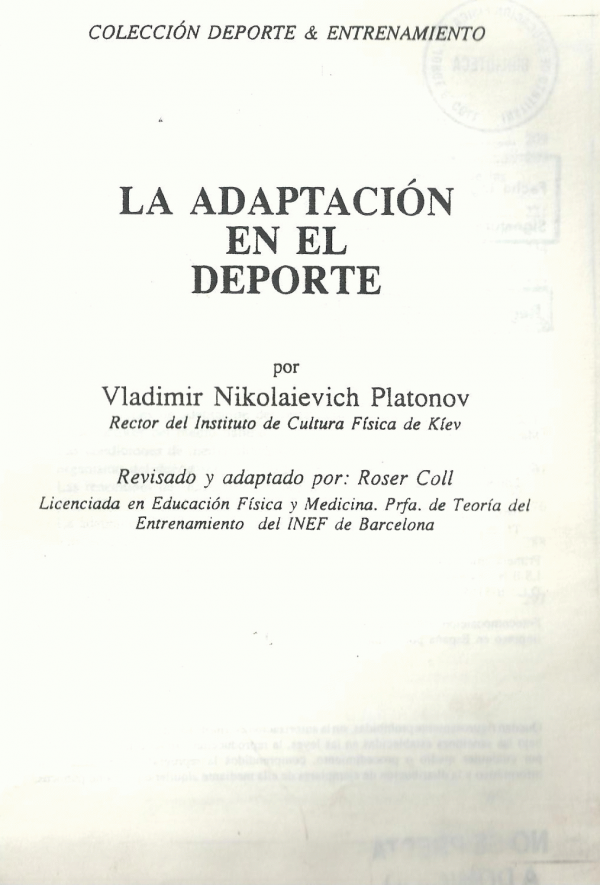 COLECCIÓN DEPORTE & ENTRENAMIENTO
LA ADAPTACIÓN
EN EL
DEPORTE
por
Vladimir Nikolaievich Platonov
Rector del Instituto de Cultura Física de Kíev
Revisado y adaptado por: Roser Coll
Licenciada en Educación Física y Medicina. Prfa. de Teoría del
Entrenamiento del INEF de Barcelona